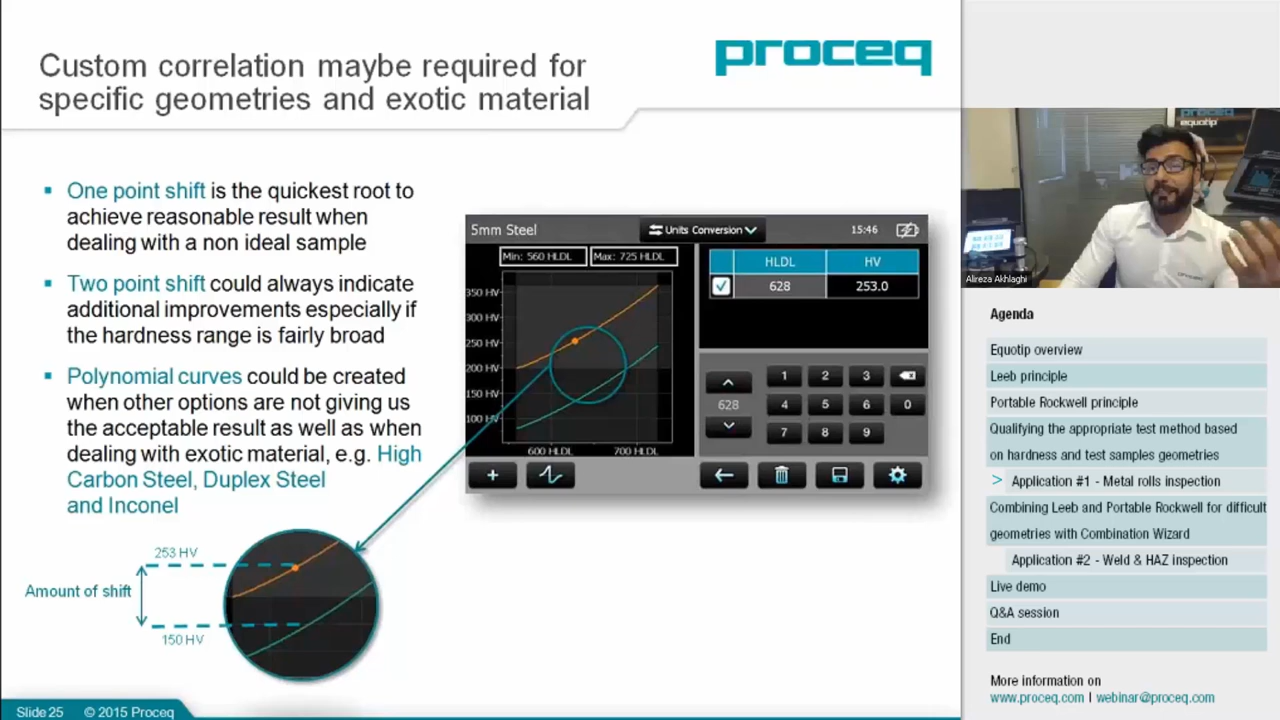 Custom correlation maybe required for
specific geometries and exotic material
proceq
One point shift is the quickest root to
achieve reasonable result when
dealing with a non ideal sample
Two point shift could always indicate
additional improvements especially if
the hardness range is fairly broad
Polynomial curves could be created
when other options are not giving us
the acceptable result as well as when
dealing with exotic material, e.g. High
Carbon Steel, Duplex Steel
and Inconel
253 HV
Amount of shift
150 HV
5mm Steel
Units Conversion
15:46
Min: 560 HLDL
Max: 725 HLDL
350 HV
300 HV
250 HV
200 HV
150 HV
100 HV
600 HLDL
700 HLDL
HLDL HV
628 253.0
628
1 2 3
4 5 6 0
7 8 9
+
Slide 25 © 2015 Proceq
proceq
equotip
Alireza Akhlaghi
Agenda
Equotip overview
Leeb principle
Portable Rockwell principle
Qualifying the appropriate test method based
on hardness and test samples geometries
> Application #1 - Metal rolls inspection
Combining Leeb and Portable Rockwell for difficult
geometries with Combination Wizard
Application #2 - Weld & HAZ inspection
Live demo
Q&A session
End
More information on
www.proceq.com I webinar@proceq.com